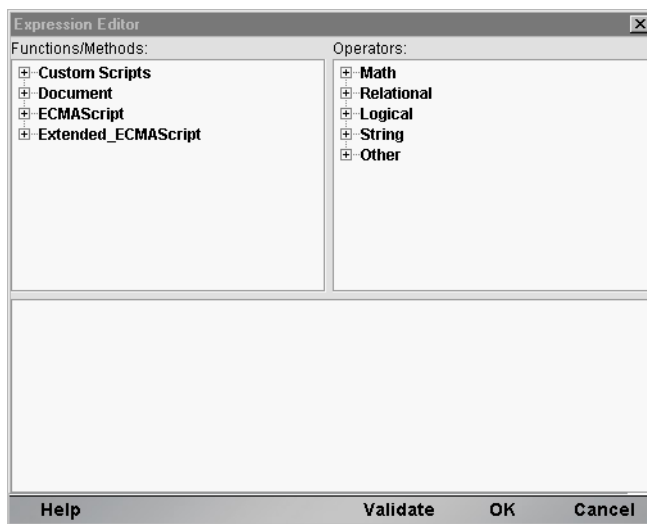 Expression Editor
Functions/Methods:
Custom Scripts
Document
ECMAScript
Extended_ECMAScript
Operators:
Math
Relational
Logical
String
Other
Help Validate OK Cancel